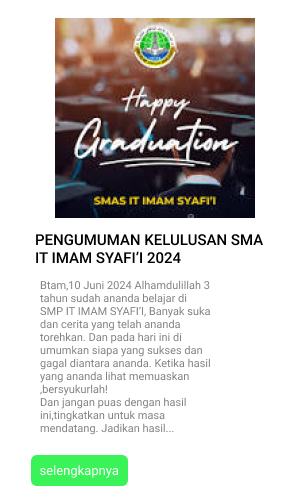 Happy
Graduation
SMAS IT IMAM SYAFI'I
PENGUMUMAN KELULUSAN SMA
IT IMAM SYAFI’I 2024
Btam,10 Juni 2024 Alhamdulillah 3
tahun sudah ananda belajar di
SMP IT IMAM SYAFI’I, Banyak suka
dan cerita yang telah ananda
torehkan. Dan pada hari ini di
umumkan siapa yang sukses dan
gagal diantara ananda. Ketika hasil
yang ananda lihat memuaskan
,bersyukurlah!
Dan jangan puas dengan hasil
ini,tingkatkan untuk masa
mendatang. Jadikan hasil...
selengkapnya